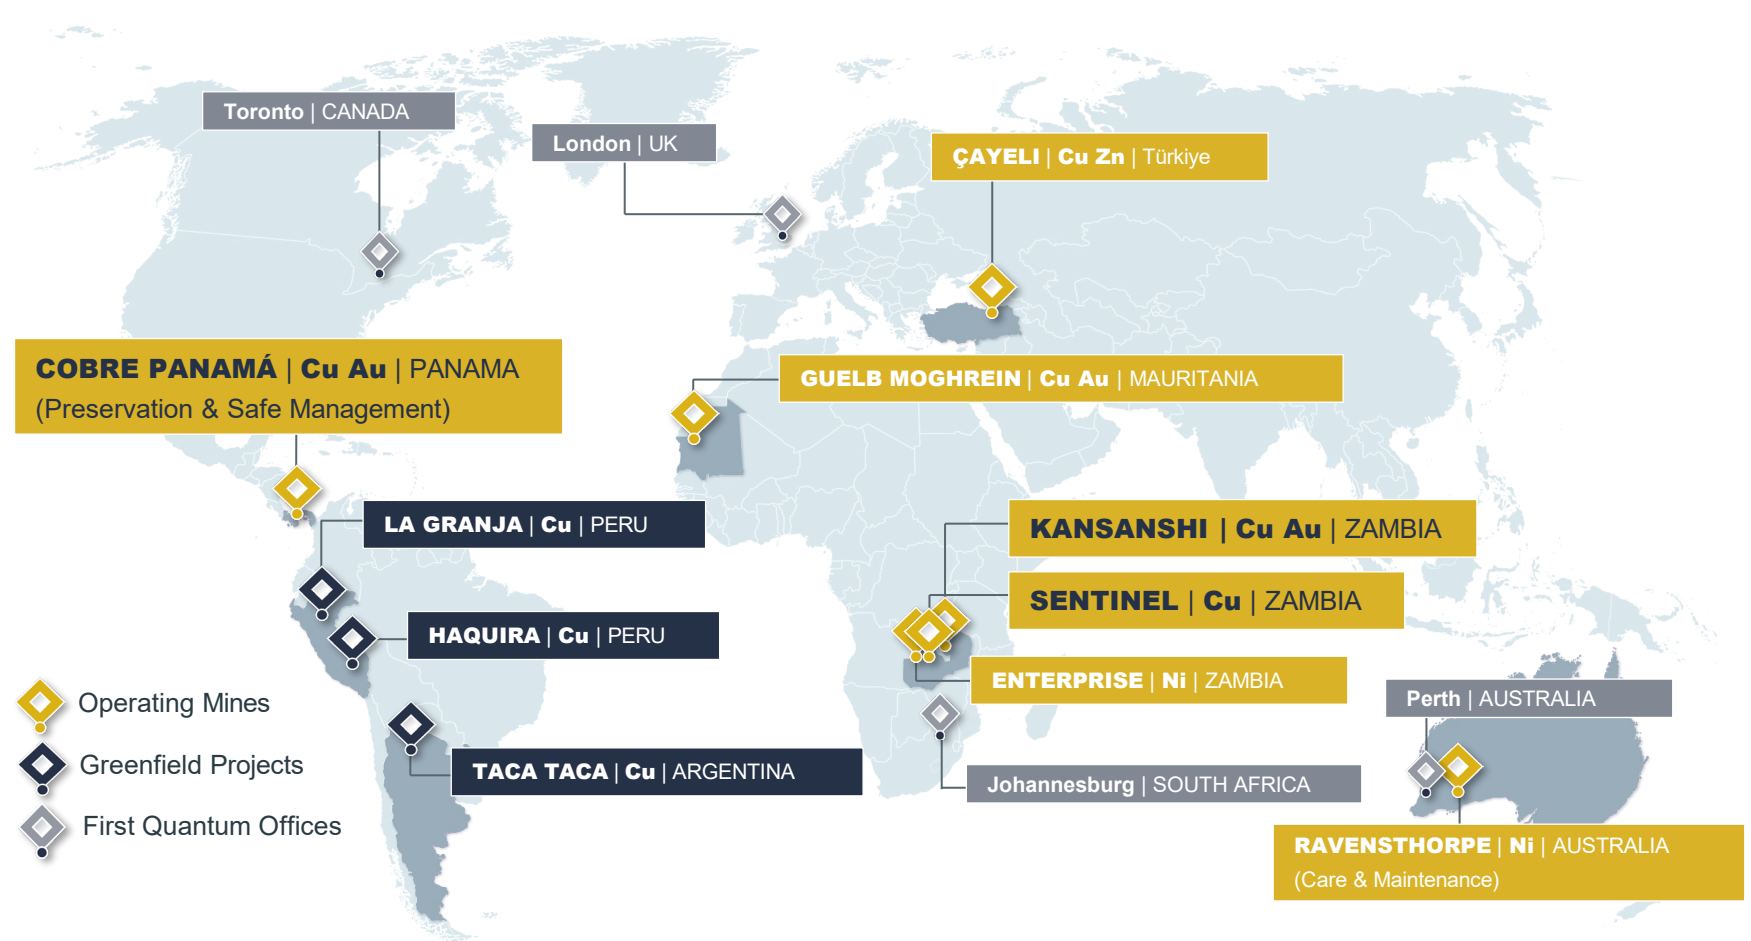 Toronto | CANADA
London | UK
ÇAYELI | Cu Zn | Türkiye
COBRE PANAMÁ | Cu Au | PANAMA
(Preservation & Safe Management)
GUELB MOGHREIN | Cu Au | MAURITANIA
LA GRANJA | Cu | PERU
KANSANSHI | Cu Au | ZAMBIA
SENTINEL | Cu | ZAMBIA
HAQUIRA | Cu | PERU
ENTERPRISE | Ni | ZAMBIA
Perth | AUSTRALIA
Operating Mines
Greenfield Projects
First Quantum Offices
TACA TACA | Cu | ARGENTINA
Johannesburg | SOUTH AFRICA
RAVENSTHORPE | Ni | AUSTRALIA
(Care & Maintenance)